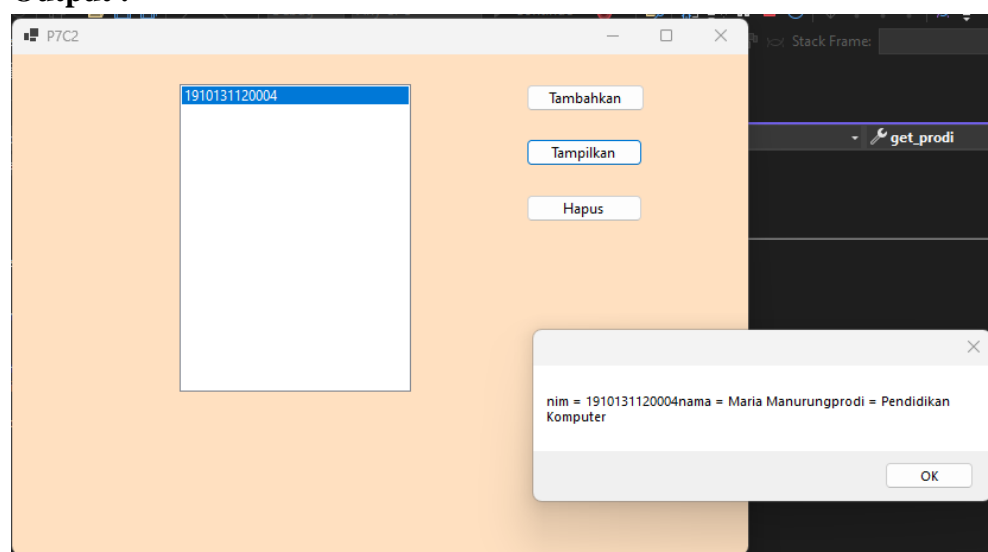 Output :
P7C2
Stack Frame:
1910131120004
Tambahkan
get_prodi
Tampilkan
Hapus
nim = 1910131120004nama = Maria Manurungprodi = Pendidikan
Komputer
OK